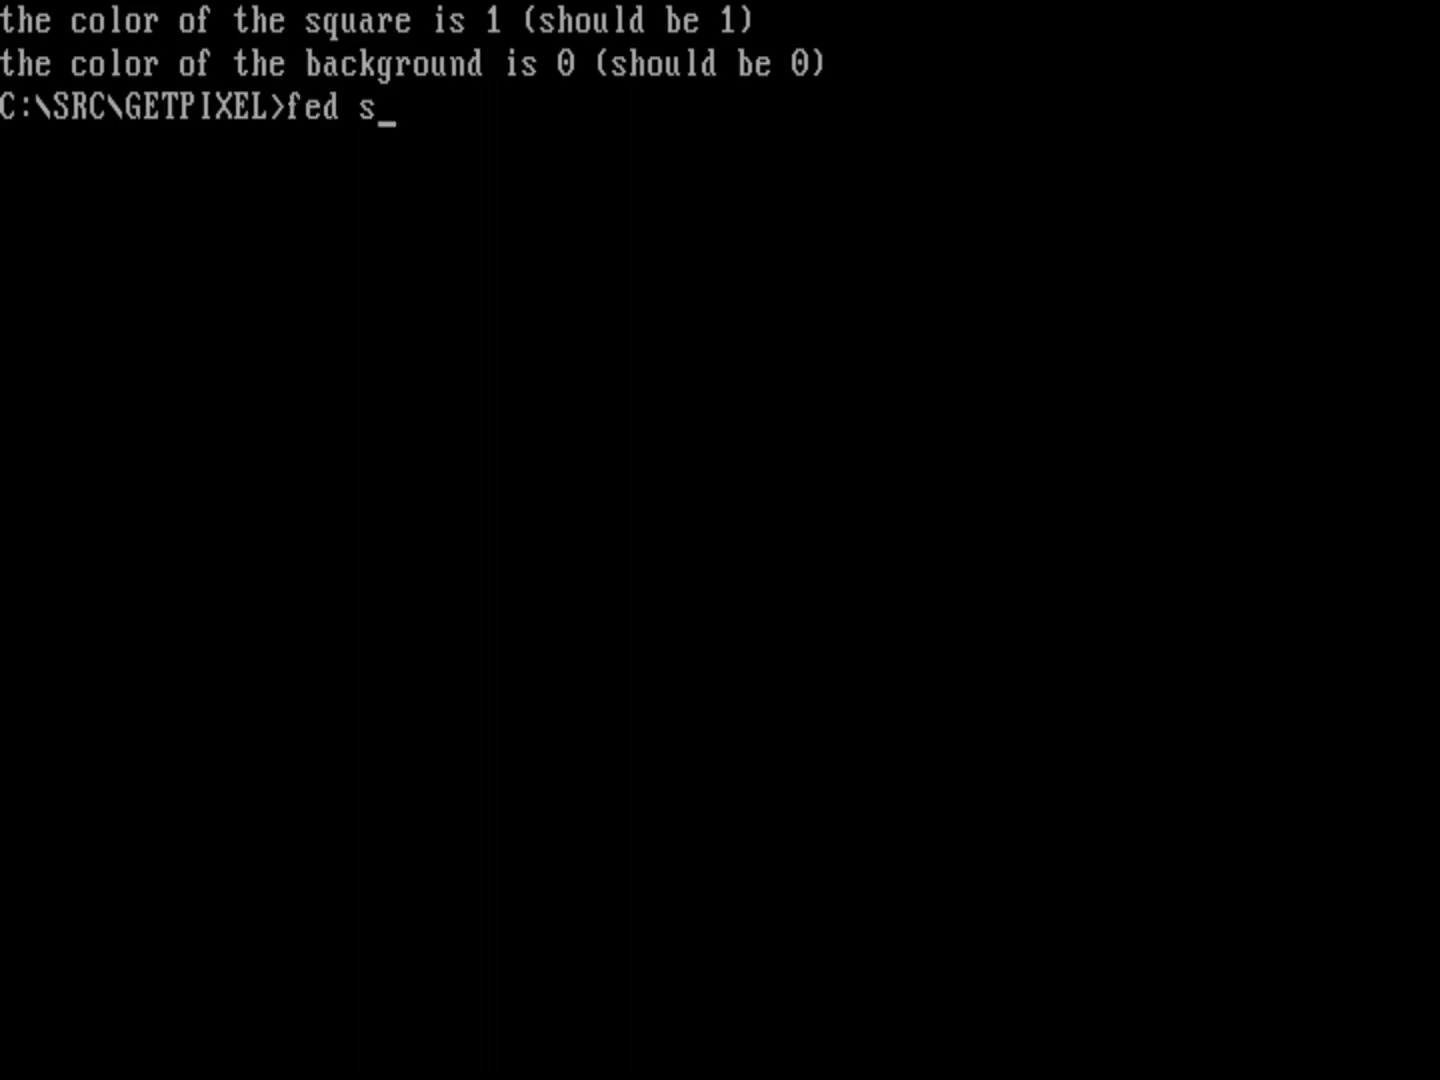 the color of the square is 1 (should be 1)
the color of the background is 0 (should be 0)
C:\SRC\GETPIXEL>fed s_